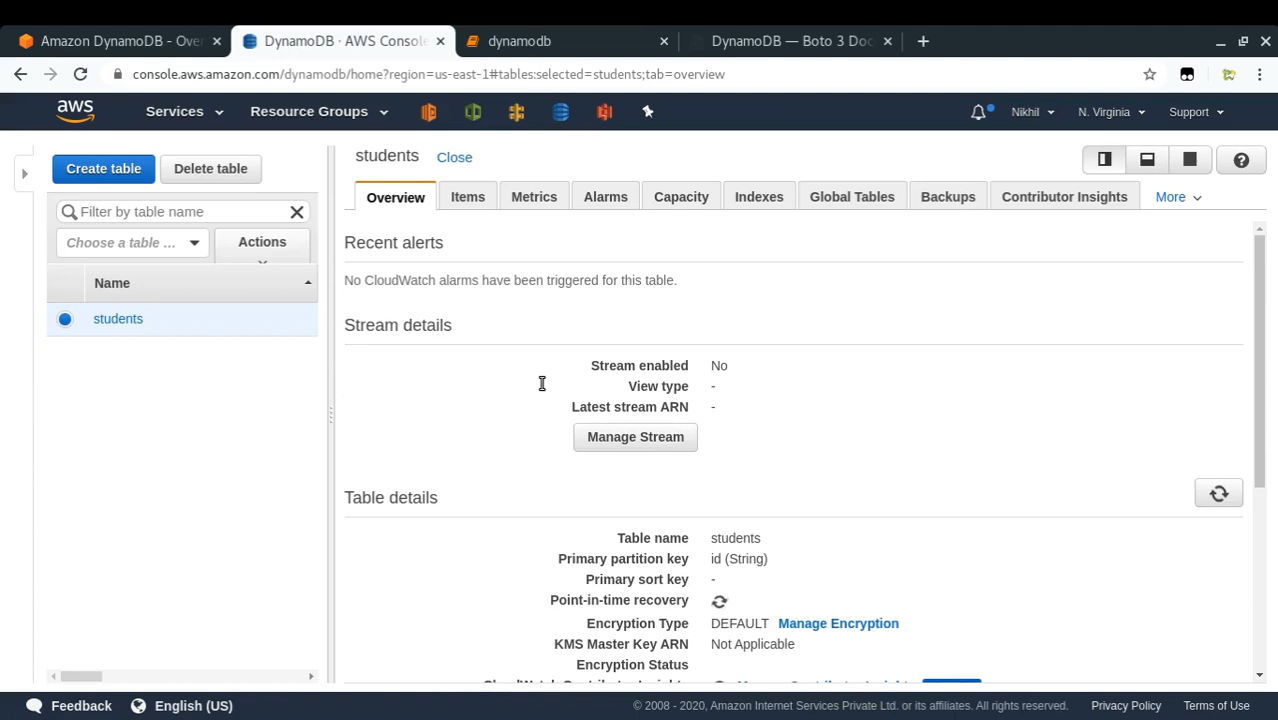 Amazon DynamoDB - Ove
DynamoDB · AWS Consol
dynamodb
DynamoDB — Boto 3 Doc
console.aws.amazon.com/dynamodb/home?region=us-east-1#tables:selected=students;tab=overview
aws
Services
Resource Groups
Nikhil
N. Virginia
Support
Create table
Delete table
students
Close
Filter by table name
Overview
Items
Metrics
Alarms
Capacity
Indexes
Global Tables
Backups
Contributor Insights
More
Choose a table ...
Actions
Name
students
Recent alerts
No CloudWatch alarms have been triggered for this table.
Stream details
Stream enabled No
View type -
Latest stream ARN -
Manage Stream
Table details
Table name students
Primary partition key id (String)
Primary sort key -
Point-in-time recovery
Encryption Type DEFAULT Manage Encryption
KMS Master Key ARN Not Applicable
Encryption Status
Feedback
English (US)
© 2008 - 2020, Amazon Internet Services Private Ltd. or its affiliates. All rights reserved.
Privacy Policy
Terms of Use